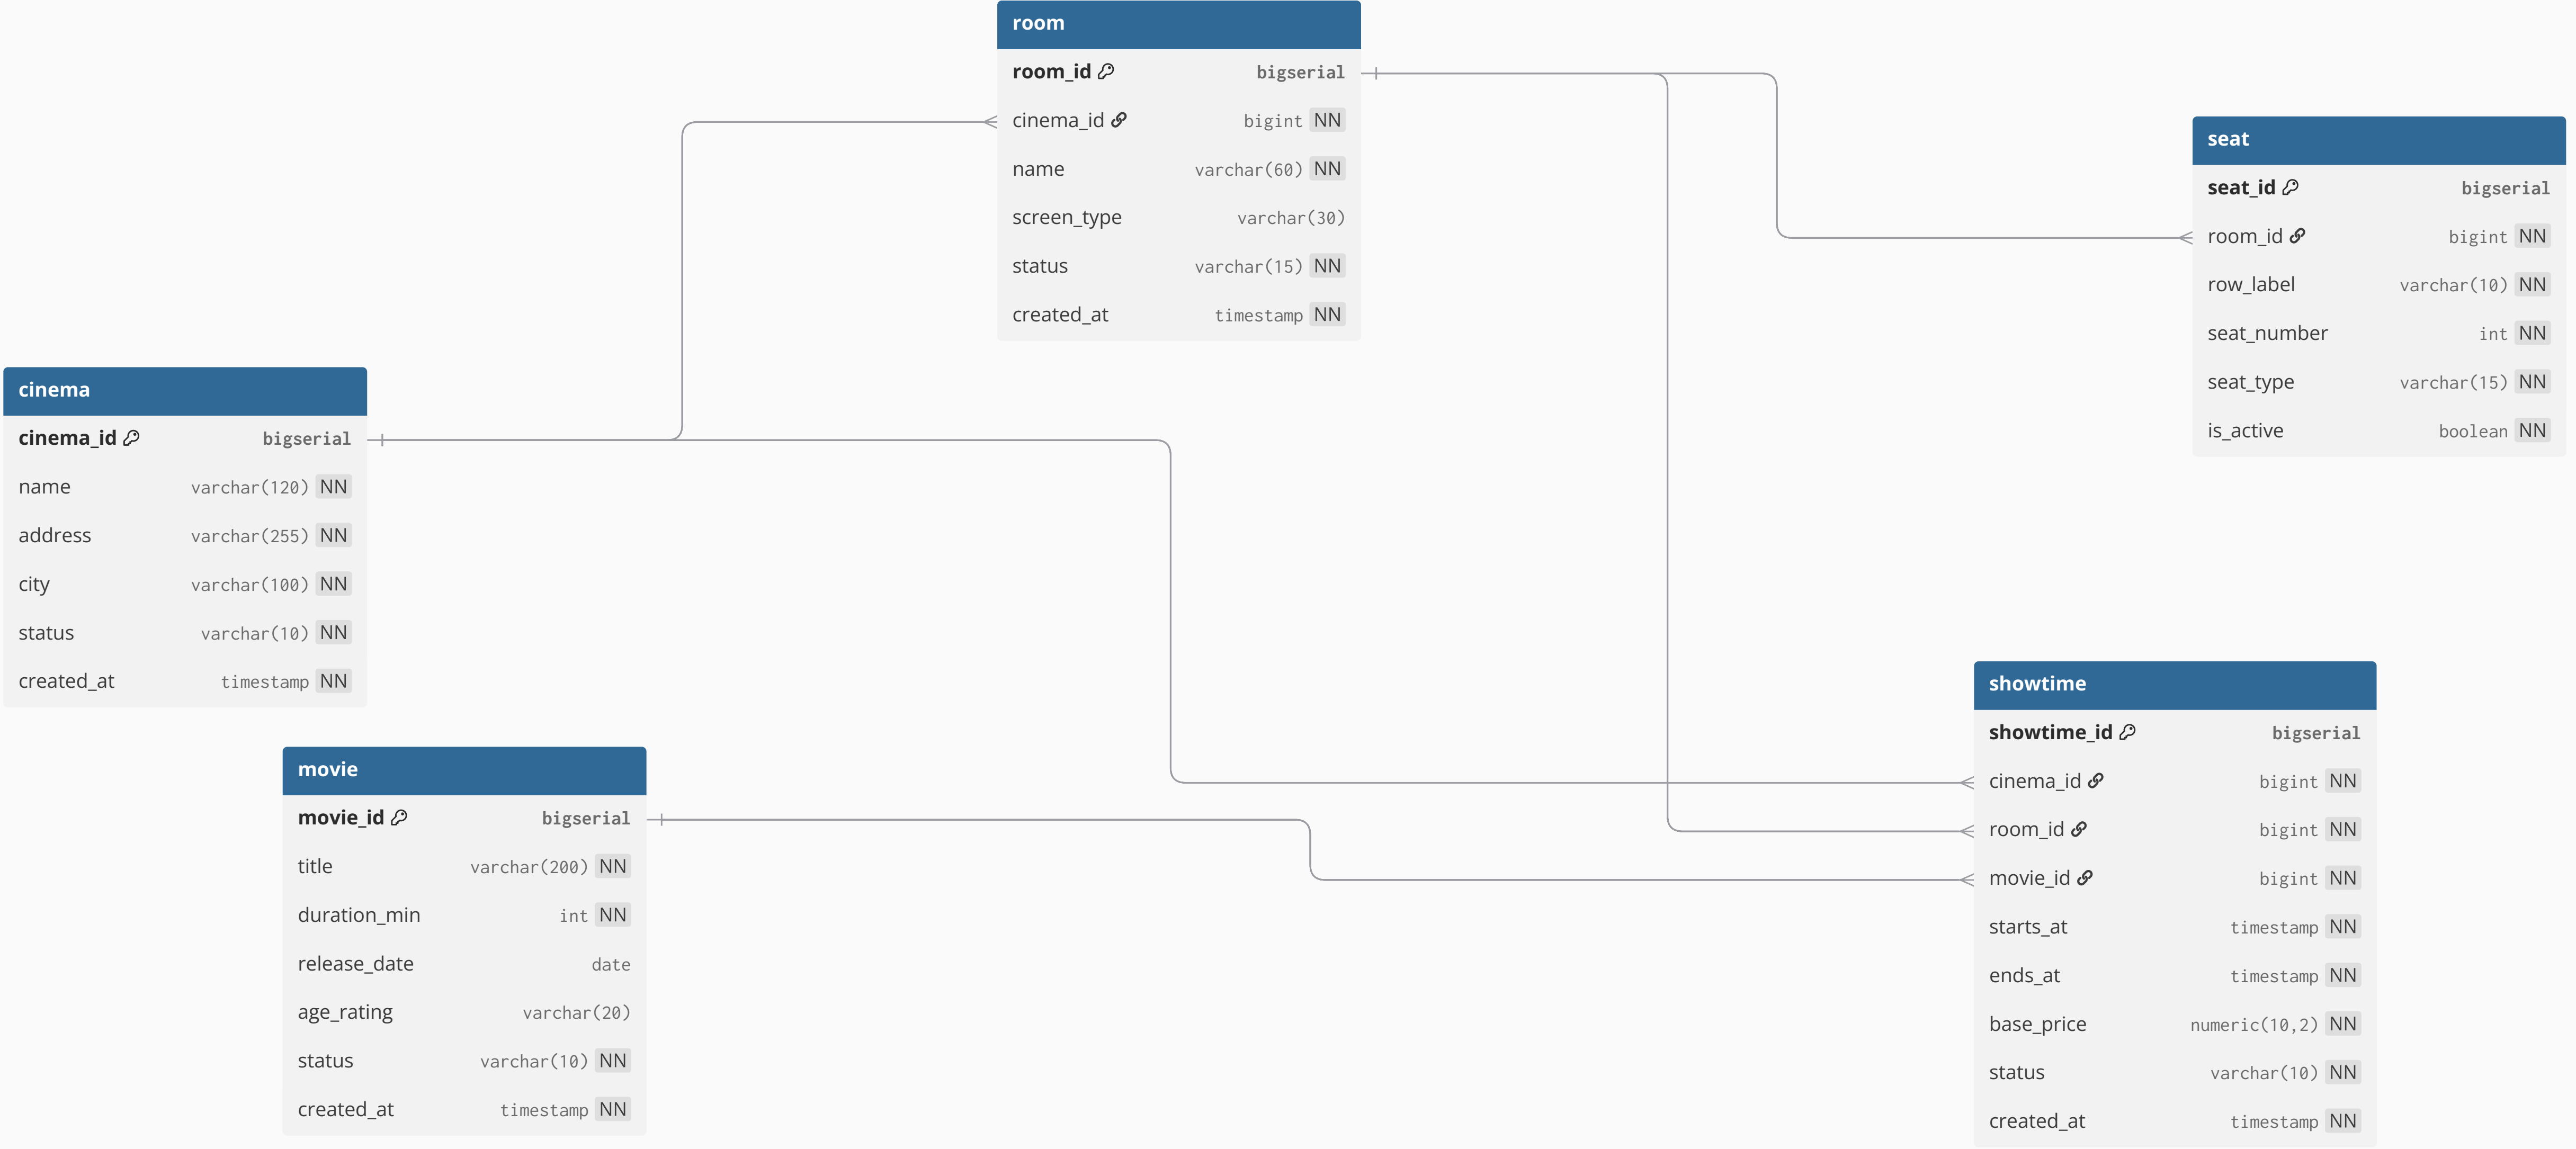 room
room_id bigserial
cinema_id bigint NN
name varchar(60) NN
screen_type varchar(30)
status varchar(15) NN
created_at timestamp NN
seat
seat_id bigserial
room_id bigint NN
row_label varchar(10) NN
seat_number int NN
seat_type varchar(15) NN
is_active boolean NN
cinema
cinema_id bigserial
name varchar(120) NN
address varchar(255) NN
city varchar(100) NN
status varchar(10) NN
created_at timestamp NN
movie
movie_id bigserial
title varchar(200) NN
duration_min int NN
release_date date
age_rating varchar(20)
status varchar(10) NN
created_at timestamp NN
showtime
showtime_id bigserial
cinema_id bigint NN
room_id bigint NN
movie_id bigint NN
starts_at timestamp NN
ends_at timestamp NN
base_price numeric(10,2) NN
status varchar(10) NN
created_at timestamp NN